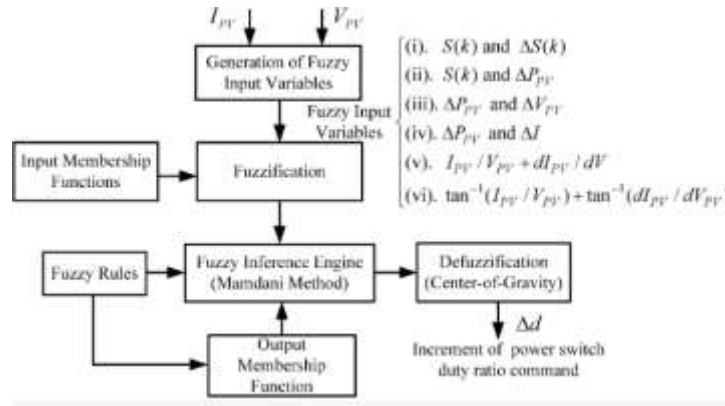 I_PV V_PV
Generation of Fuzzy
Input Variables
Fuzzy Input
Variables
(i). S(k) and ΔS(k)
(ii). S(k) and ΔP_PV
(iii). ΔP_PV and ΔV_PV
(iv). ΔP_PV and ΔI
(v). I_PV / V_PV + dI_PV / dV
(vi). tan⁻¹(I_PV / V_PV) + tan⁻¹(dI_PV / dV_PV
Input Membership
Functions
Fuzzification
Fuzzy Rules
Fuzzy Inference Engine
(Mamdani Method)
Defuzzification
(Center-of-Gravity)
Δd
Output
Membership
Function
Increment of power switch
duty ratio command